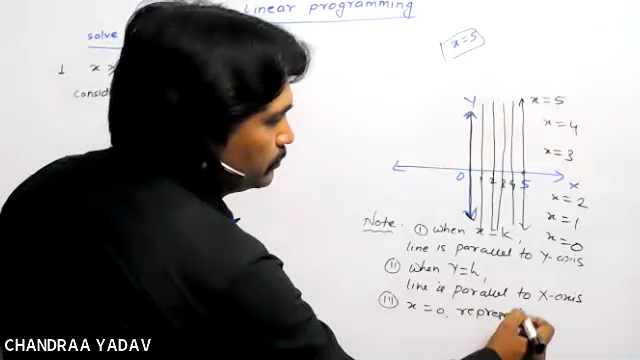 Linear programming
solve
1 x ≥
Consid
x=5
Y
x=5
x=4
x=3
0 1 2 3 4 5 X
x=2
x=1
x=0
Note: (i) when x=k,
line is parallel to Y-axis
(ii) when Y=k,
line is parallel to X-axis
(iii) x=0, repre
CHANDRAA YADAV